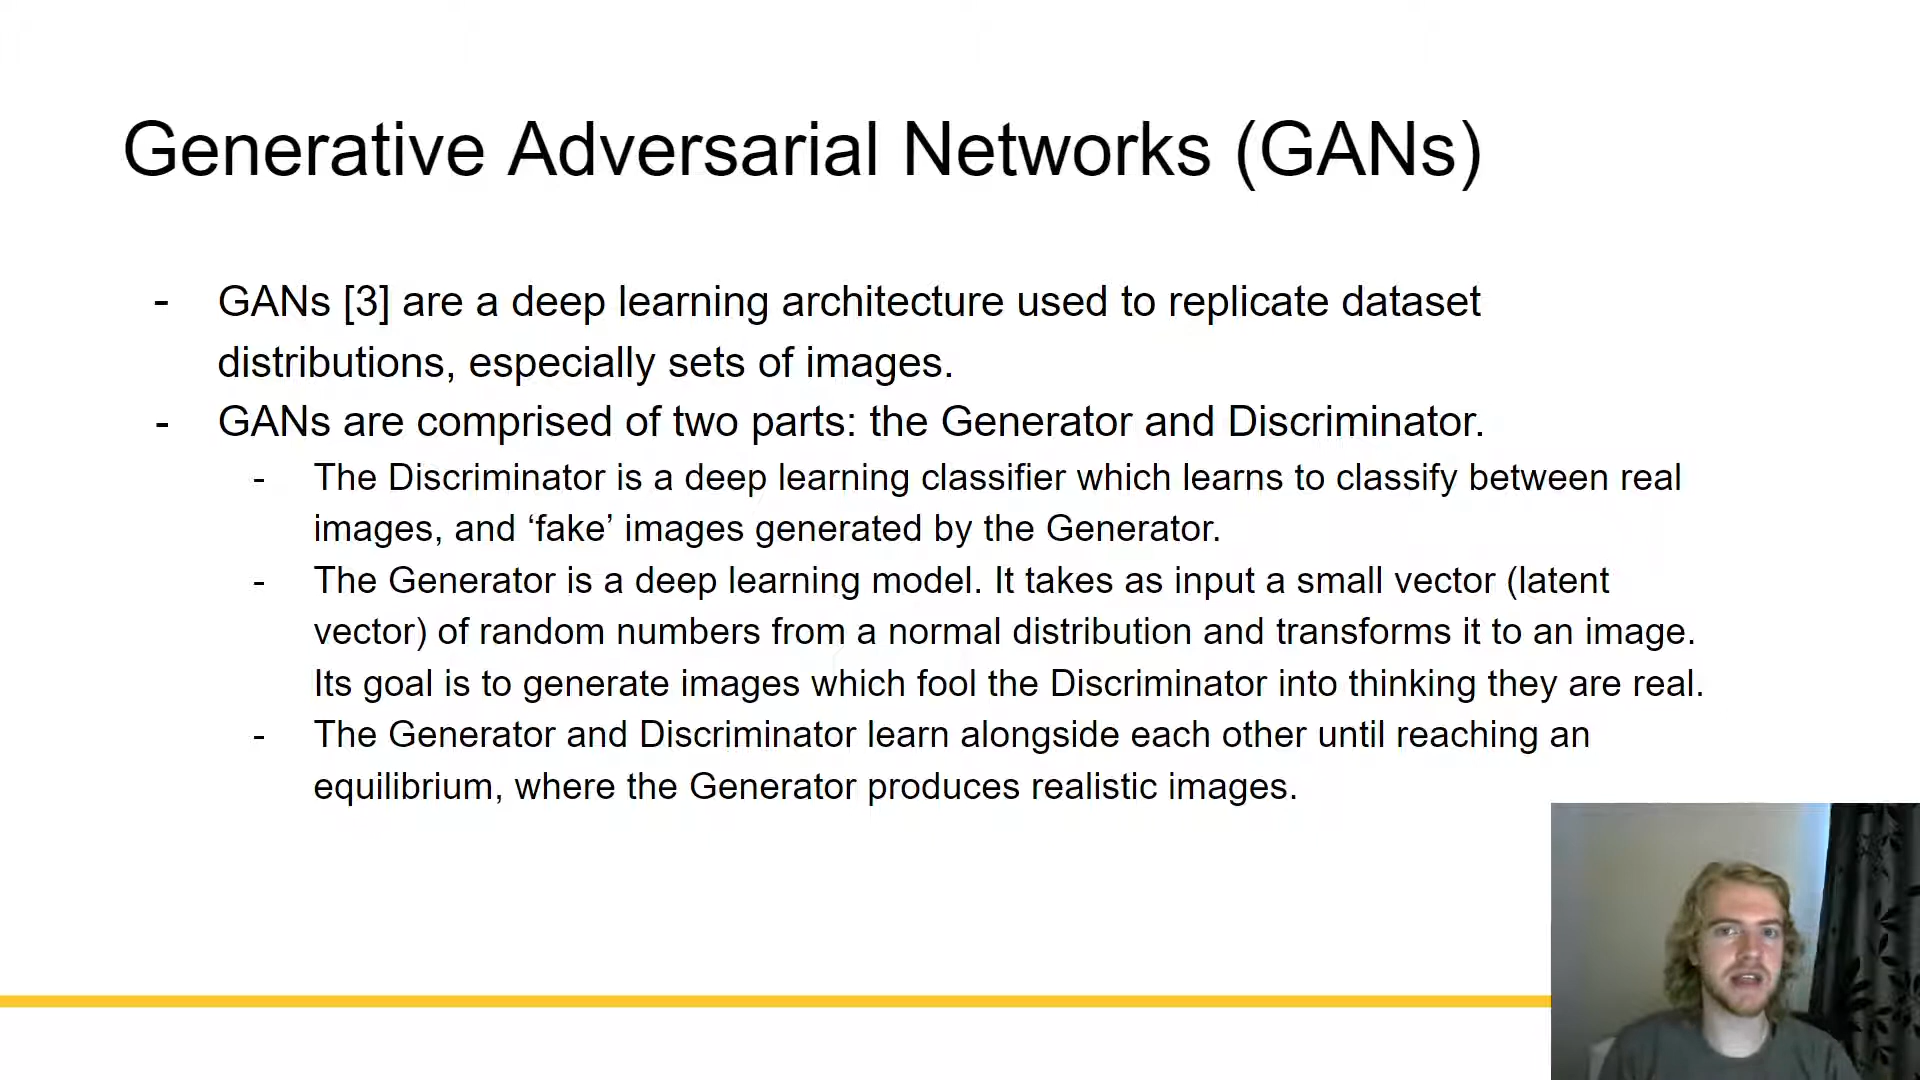 Generative Adversarial Networks (GANs)
- GANs [3] are a deep learning architecture used to replicate dataset
distributions, especially sets of images.
- GANs are comprised of two parts: the Generator and Discriminator.
- The Discriminator is a deep learning classifier which learns to classify between real
images, and ‘fake’ images generated by the Generator.
- The Generator is a deep learning model. It takes as input a small vector (latent
vector) of random numbers from a normal distribution and transforms it to an image.
Its goal is to generate images which fool the Discriminator into thinking they are real.
- The Generator and Discriminator learn alongside each other until reaching an
equilibrium, where the Generator produces realistic images.